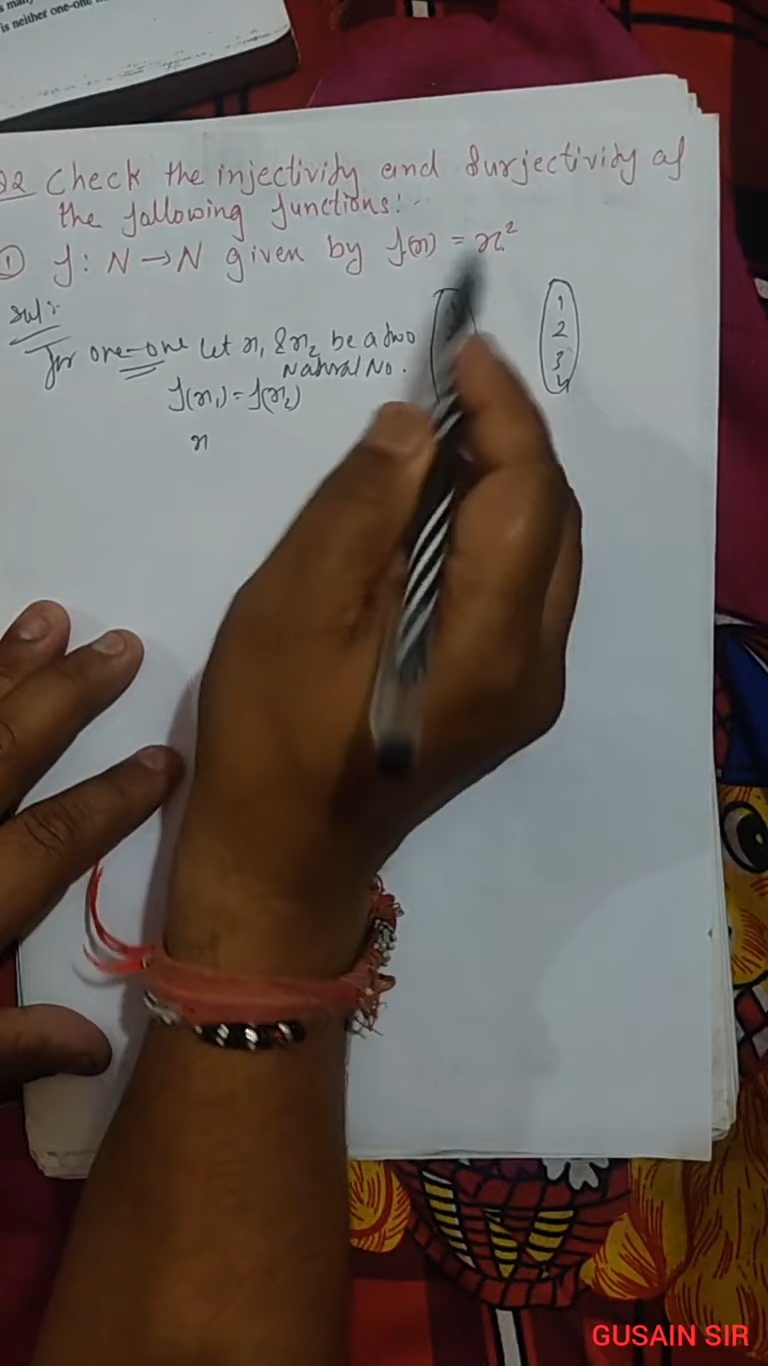 is neither one-one
Q2 Check the injectivity and Surjectivity of
the following functions:-
① f: N → N given by f(x) = x²
Sol:-
For one-one Let x₁ & x₂ be a two
Natural No.
f(x₁) = f(x₂)
x
1
2
3
4
GUSAIN SIR